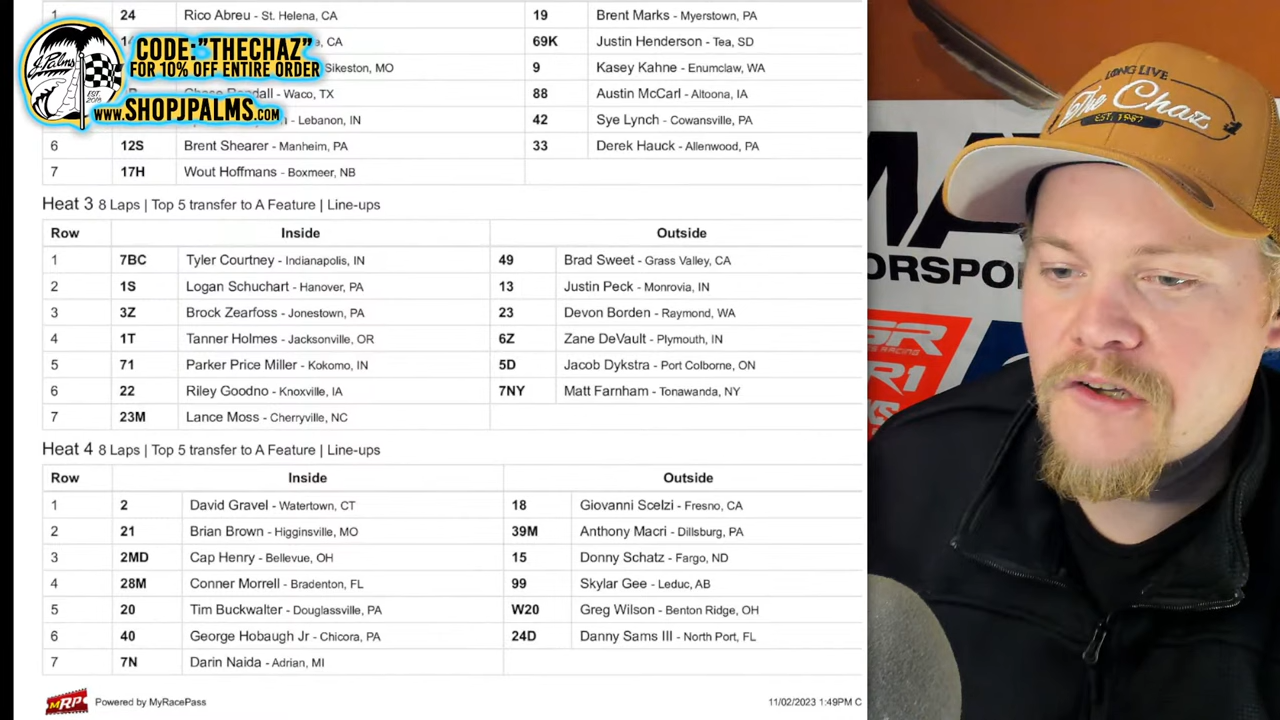 1 24 Rico Abreu - St. Helena, CA 19 Brent Marks - Myerstown, PA
CA 69K Justin Henderson - Tea, SD
Sikeston, MO 9 Kasey Kahne - Enumclaw, WA
Waco, TX 88 Austin McCarl - Altoona, IA
Lebanon, IN 42 Sye Lynch - Cowansville, PA
6 12S Brent Shearer - Manheim, PA 33 Derek Hauck - Allenwood, PA
7 17H Wout Hoffmans - Boxmeer, NB
J.Palms
EST. 2016
CODE:"THECHAZ"
FOR 10% OFF ENTIRE ORDER
www.SHOPJPALMS.com
Heat 3 8 Laps | Top 5 transfer to A Feature | Line-ups
Row Inside Outside
1 7BC Tyler Courtney - Indianapolis, IN 49 Brad Sweet - Grass Valley, CA
2 1S Logan Schuchart - Hanover, PA 13 Justin Peck - Monrovia, IN
3 3Z Brock Zearfoss - Jonestown, PA 23 Devon Borden - Raymond, WA
4 1T Tanner Holmes - Jacksonville, OR 6Z Zane DeVault - Plymouth, IN
5 71 Parker Price Miller - Kokomo, IN 5D Jacob Dykstra - Port Colborne, ON
6 22 Riley Goodno - Knoxville, IA 7NY Matt Farnham - Tonawanda, NY
7 23M Lance Moss - Cherryville, NC
Heat 4 8 Laps | Top 5 transfer to A Feature | Line-ups
Row Inside Outside
1 2 David Gravel - Watertown, CT 18 Giovanni Scelzi - Fresno, CA
2 21 Brian Brown - Higginsville, MO 39M Anthony Macri - Dillsburg, PA
3 2MD Cap Henry - Bellevue, OH 15 Donny Schatz - Fargo, ND
4 28M Conner Morrell - Bradenton, FL 99 Skylar Gee - Leduc, AB
5 20 Tim Buckwalter - Douglassville, PA W20 Greg Wilson - Benton Ridge, OH
6 40 George Hobaugh Jr - Chicora, PA 24D Danny Sams III - North Port, FL
7 7N Darin Naida - Adrian, MI
MRP Powered by MyRacePass 11/02/2023 1:49PM C
LONG LIVE
The Chaz
EST. 1987
MA
ORSPO
SR
R1
KS